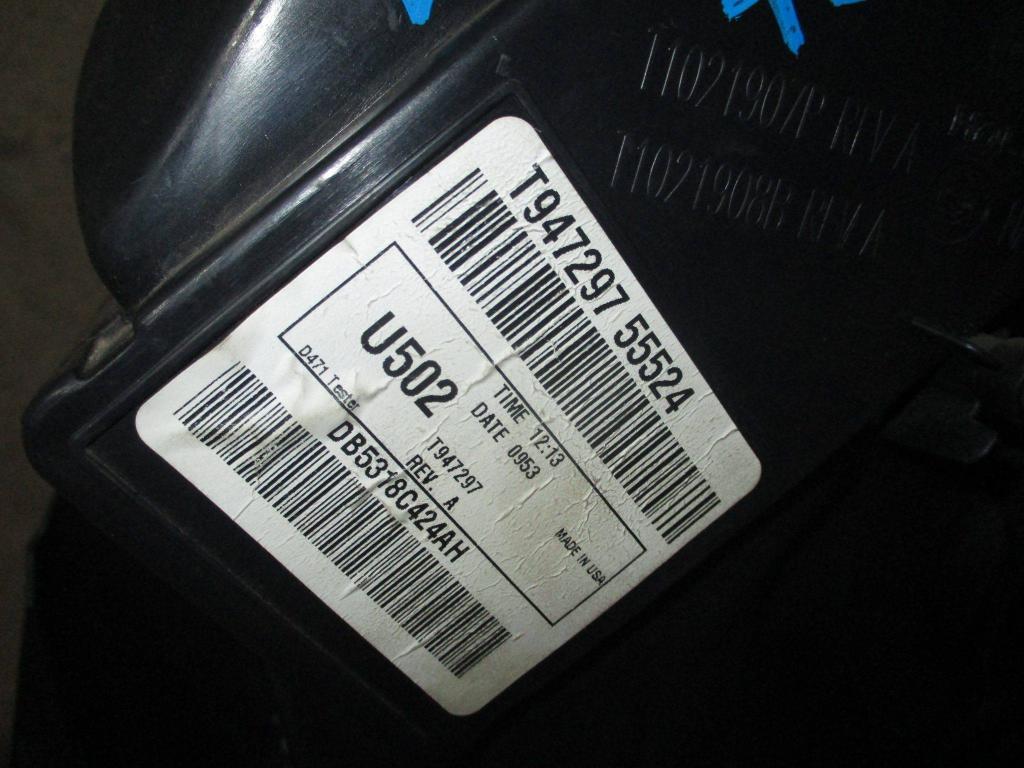 T947297 55524
U502
TIME 12:13
DATE 0953
T947297
REV. A
MADE IN USA
D471 Tester
DB5318C424AH
REV A
T1021908B REV A